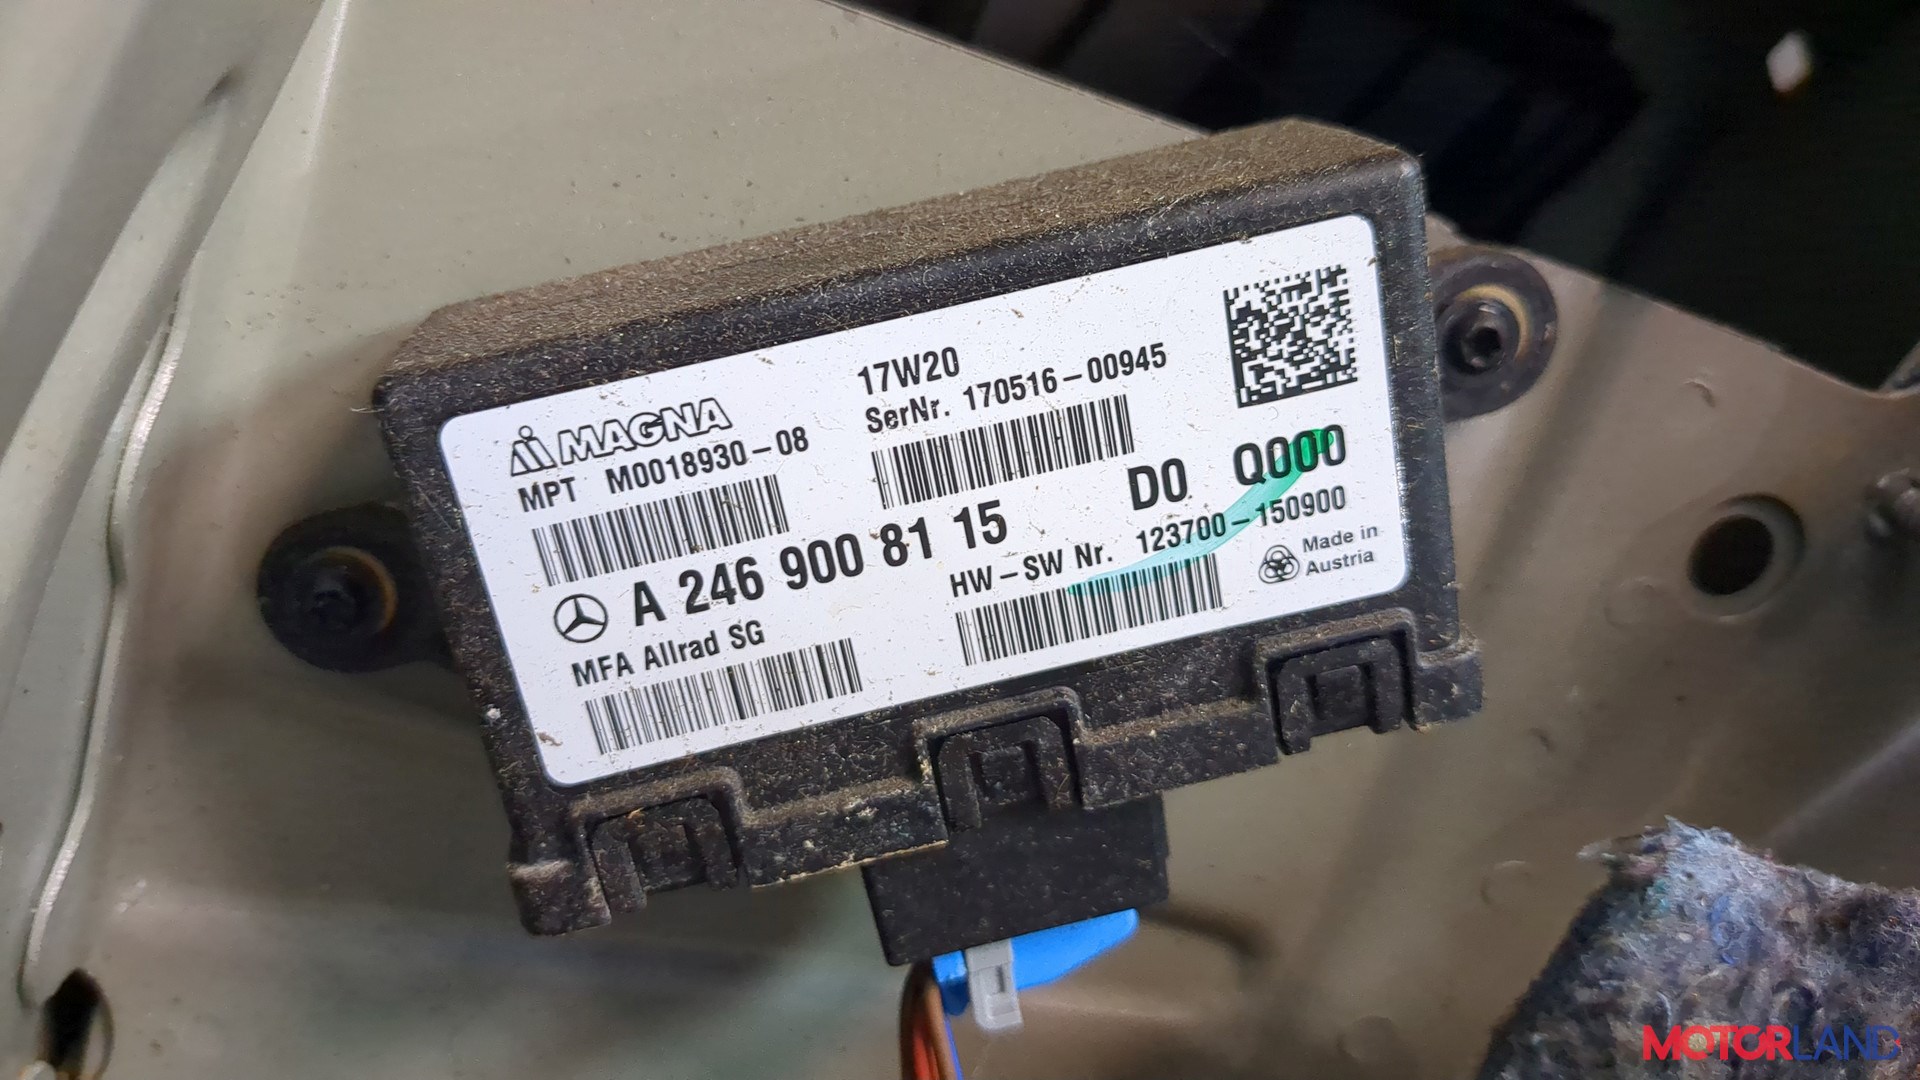 MAGNA
MPT M0018930-08
17W20
SerNr. 170516-00945
A 246 900 81 15 D0 Q000
MFA Allrad SG
HW-SW Nr. 123700-150900
Made in
Austria
MOTORLAND